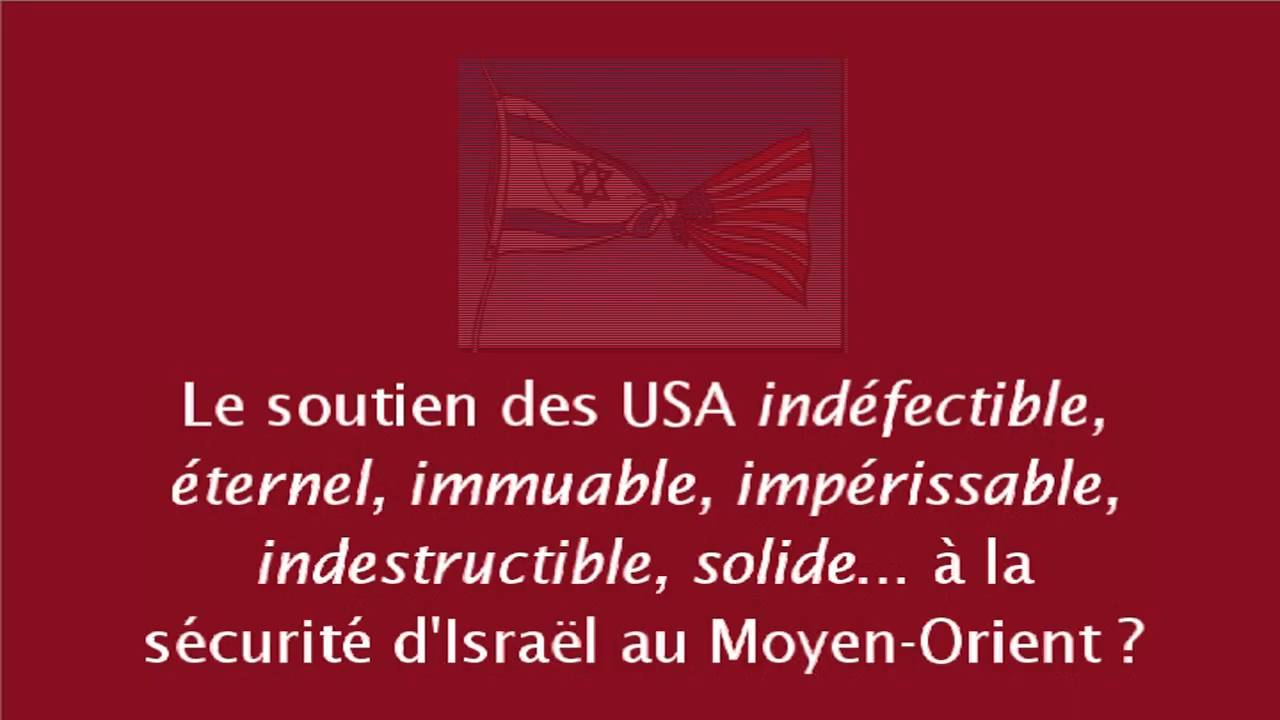 Le soutien des USA indéfectible,
éternel, immuable, impérissable,
indestructible, solide... à la
sécurité d'Israël au Moyen-Orient ?